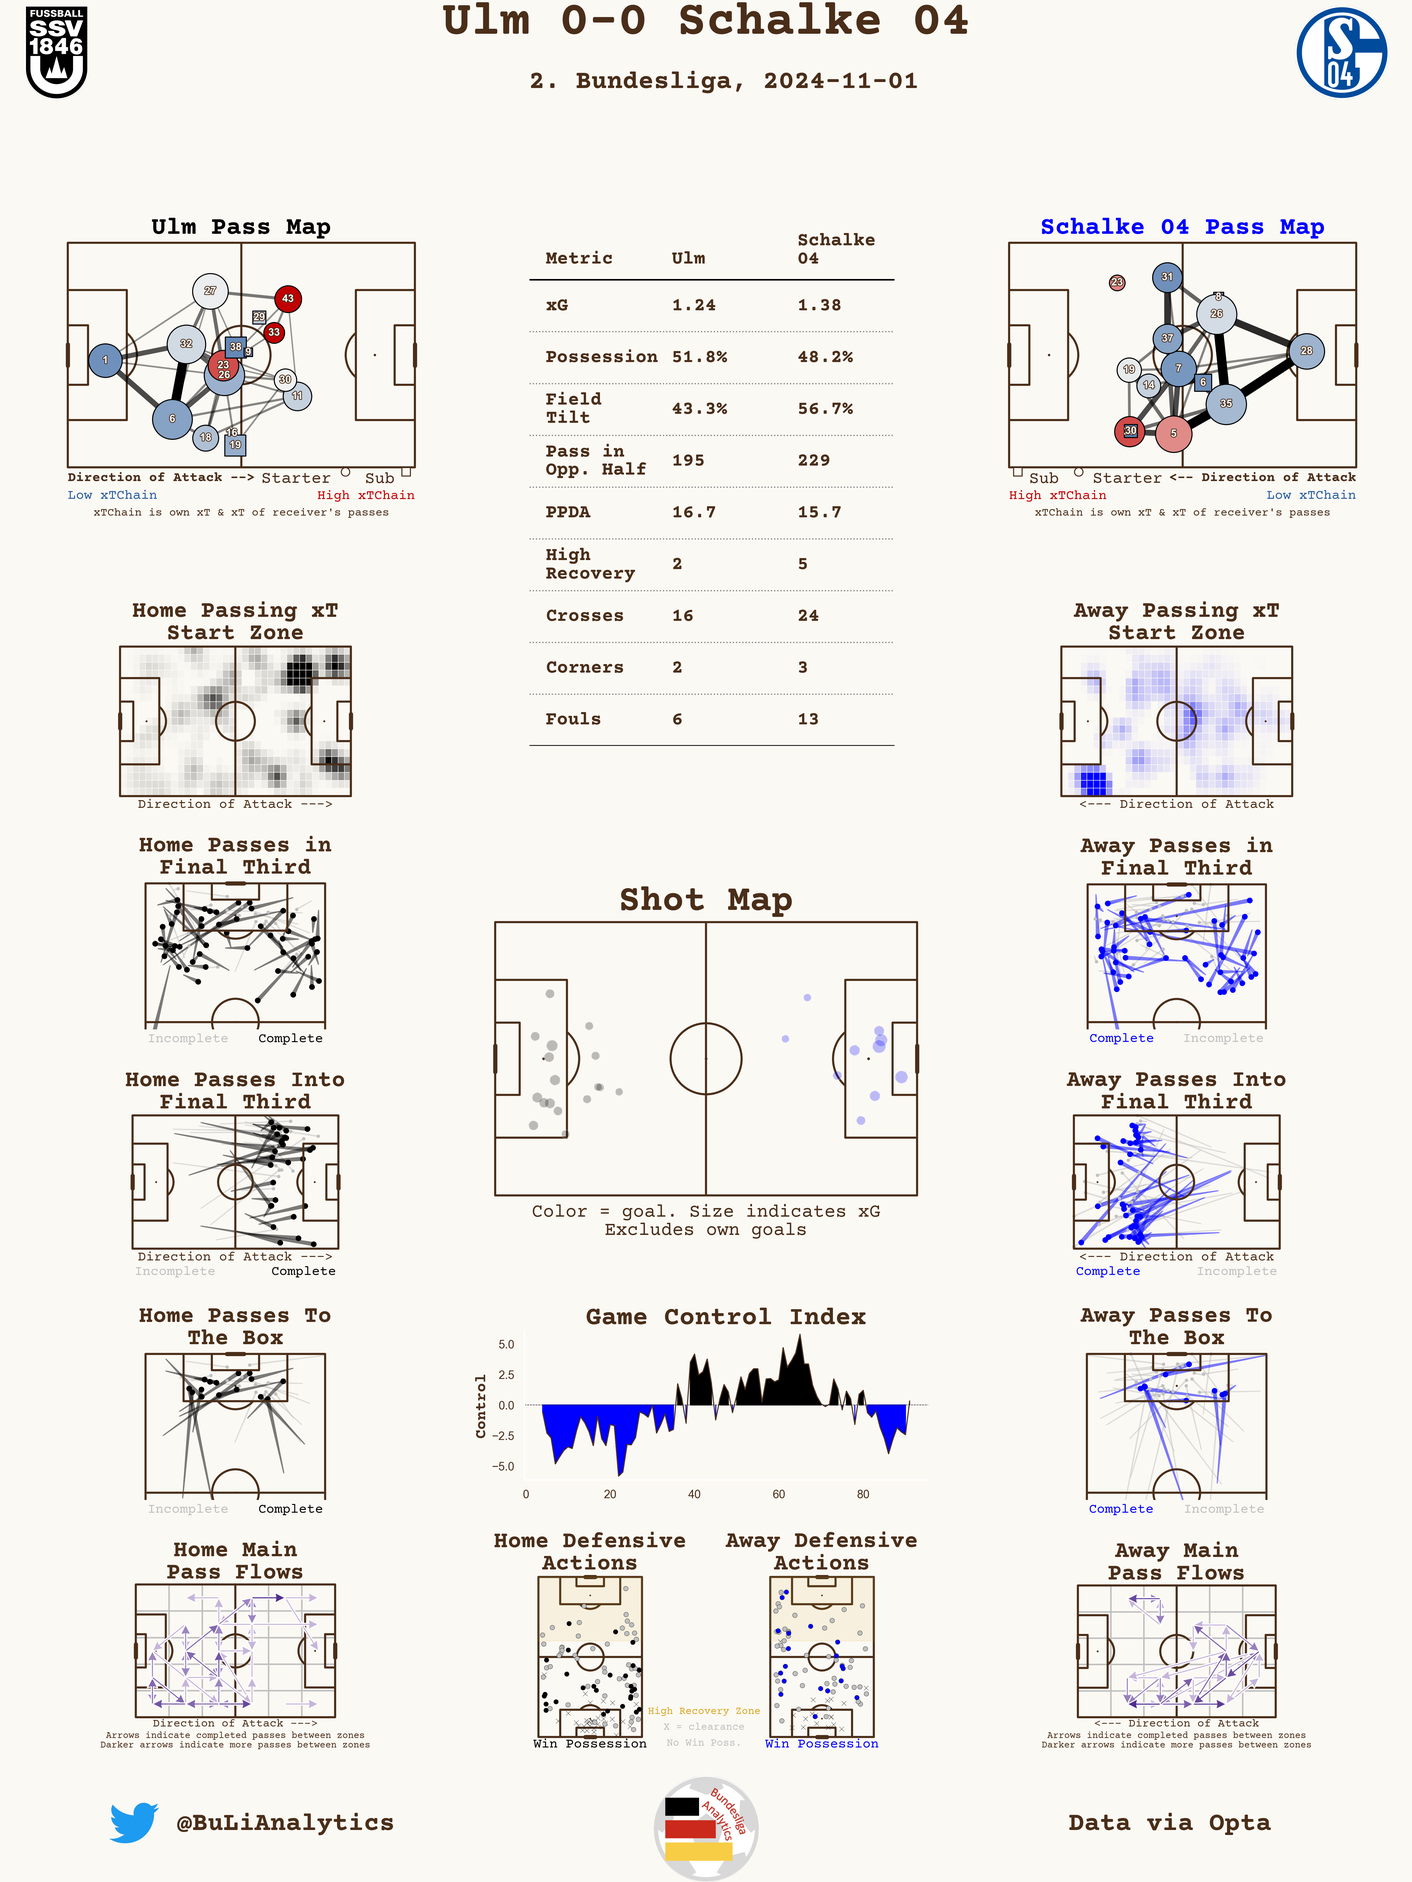 Ulm 0-0 Schalke 04
2. Bundesliga, 2024-11-01
FUSSBALL
SSV
1846
S
04
Ulm Pass Map
27
43
29
33
32
38
9
1
23
26
30
11
6
18
16
19
Direction of Attack --> Starter Sub
Low xTChain High xTChain
xTChain is own xT & xT of receiver's passes
Metric Ulm Schalke 04
xG 1.24 1.38
Possession 51.8% 48.2%
Field Tilt 43.3% 56.7%
Pass in Opp. Half 195 229
PPDA 16.7 15.7
High Recovery 2 5
Crosses 16 24
Corners 2 3
Fouls 6 13
Schalke 04 Pass Map
31
23
8
26
37
28
19
7
14
6
35
30
5
Sub Starter <-- Direction of Attack
High xTChain Low xTChain
xTChain is own xT & xT of receiver's passes
Home Passing xT
Start Zone
Direction of Attack --->
Away Passing xT
Start Zone
<--- Direction of Attack
Home Passes in
Final Third
Incomplete Complete
Away Passes in
Final Third
Complete Incomplete
Shot Map
Color = goal. Size indicates xG
Excludes own goals
Home Passes Into
Final Third
Direction of Attack --->
Incomplete Complete
Away Passes Into
Final Third
<--- Direction of Attack
Complete Incomplete
Home Passes To
The Box
Incomplete Complete
Game Control Index
Control
5.0
2.5
0.0
−2.5
−5.0
0 20 40 60 80
Away Passes To
The Box
Complete Incomplete
Home Main
Pass Flows
Direction of Attack --->
Arrows indicate completed passes between zones
Darker arrows indicate more passes between zones
Home Defensive
Actions
Win Possession
High Recovery Zone
X = clearance
No Win Poss.
Away Defensive
Actions
Win Possession
Away Main
Pass Flows
<--- Direction of Attack
Arrows indicate completed passes between zones
Darker arrows indicate more passes between zones
@BuLiAnalytics
Bundesliga
Analytics
Data via Opta